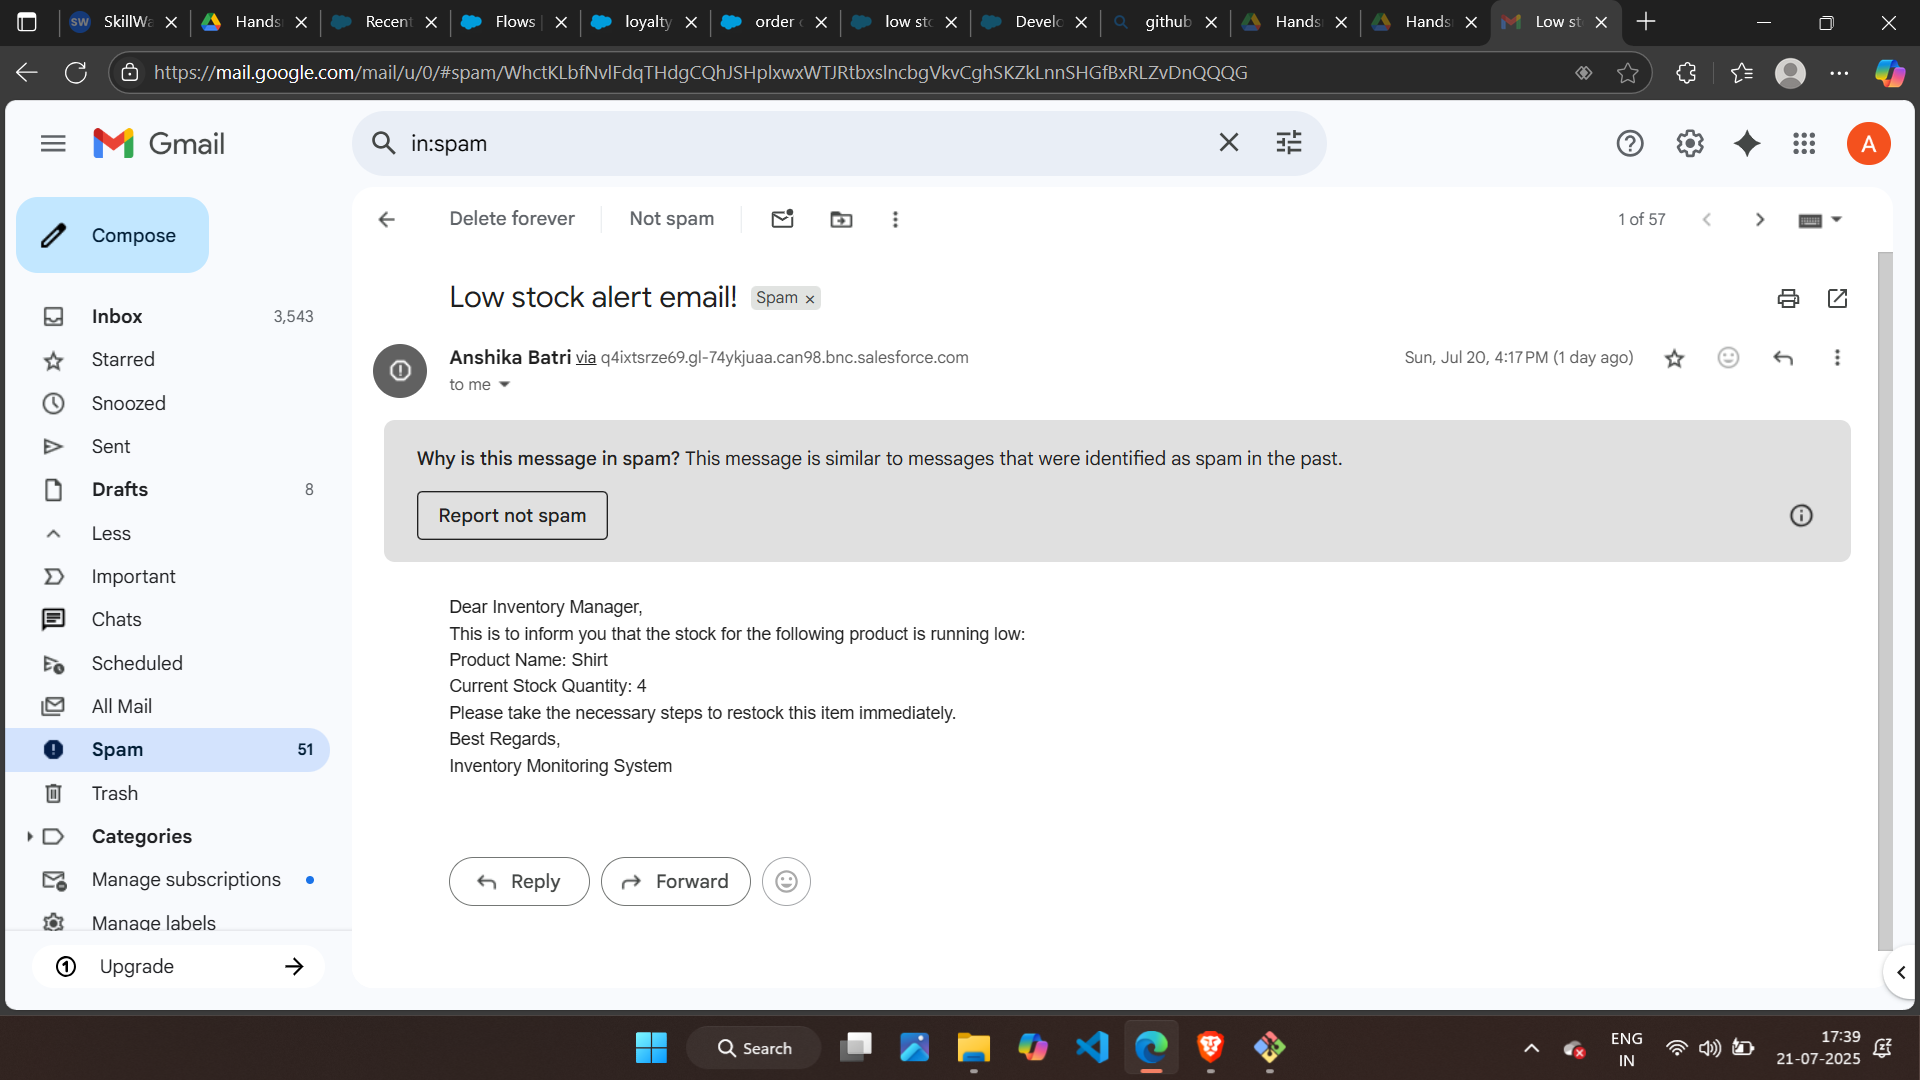 SkillWa
Hands
Recent
Flows |
loyalty
order c
low sto
Develo
github
Hands
Hands
Low st
https://mail.google.com/mail/u/0/#spam/WhctKLbfNvlFdqTHdgCQhJSHplxwxWTJRtbxslncbgVkvCghSKZkLnnSHGfBxRLZvDnQQQG
Gmail
in:spam
A
Compose
Delete forever
Not spam
1 of 57
Inbox 3,543
Starred
Snoozed
Sent
Drafts 8
Less
Important
Chats
Scheduled
All Mail
Spam 51
Trash
Categories
Manage subscriptions
Manage labels
Upgrade
Low stock alert email! Spam ×
Anshika Batri via q4ixtsrze69.gl-74ykjuaa.can98.bnc.salesforce.com
Sun, Jul 20, 4:17 PM (1 day ago)
to me
Why is this message in spam? This message is similar to messages that were identified as spam in the past.
Report not spam
Dear Inventory Manager,
This is to inform you that the stock for the following product is running low:
Product Name: Shirt
Current Stock Quantity: 4
Please take the necessary steps to restock this item immediately.
Best Regards,
Inventory Monitoring System
Reply
Forward
Search
ENG
IN
17:39
21-07-2025